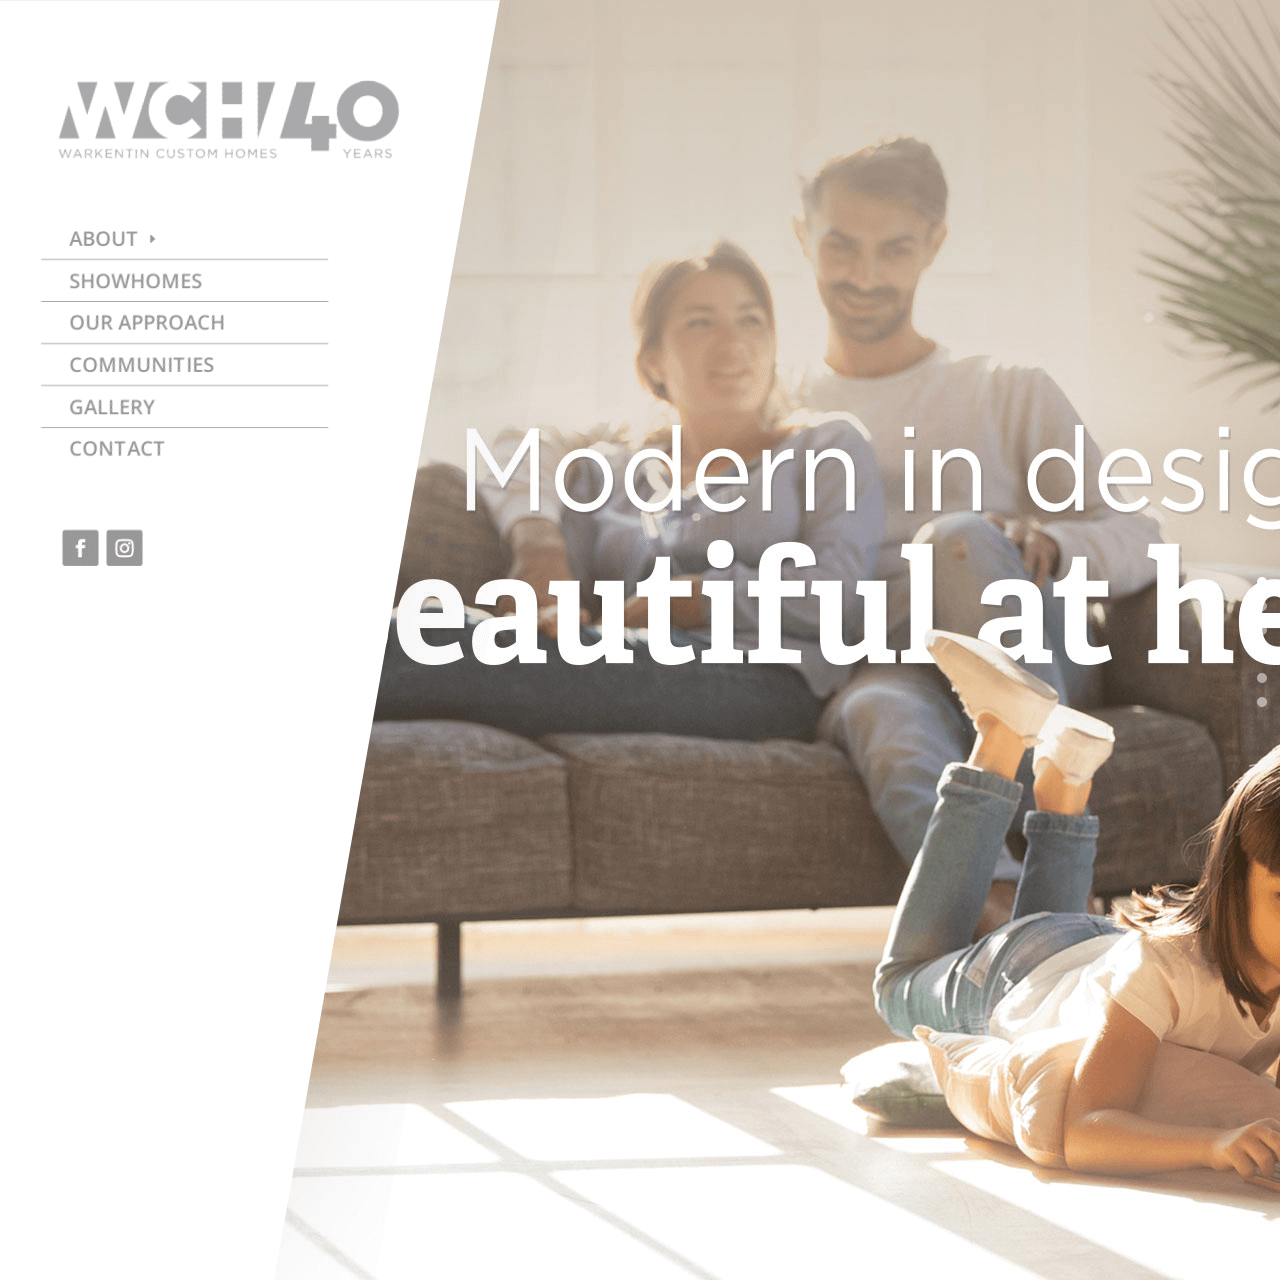 WCH/40
WARKENTIN CUSTOM HOMES YEARS
ABOUT
SHOWHOMES
OUR APPROACH
COMMUNITIES
GALLERY
CONTACT
Modern in desig
eautiful at he